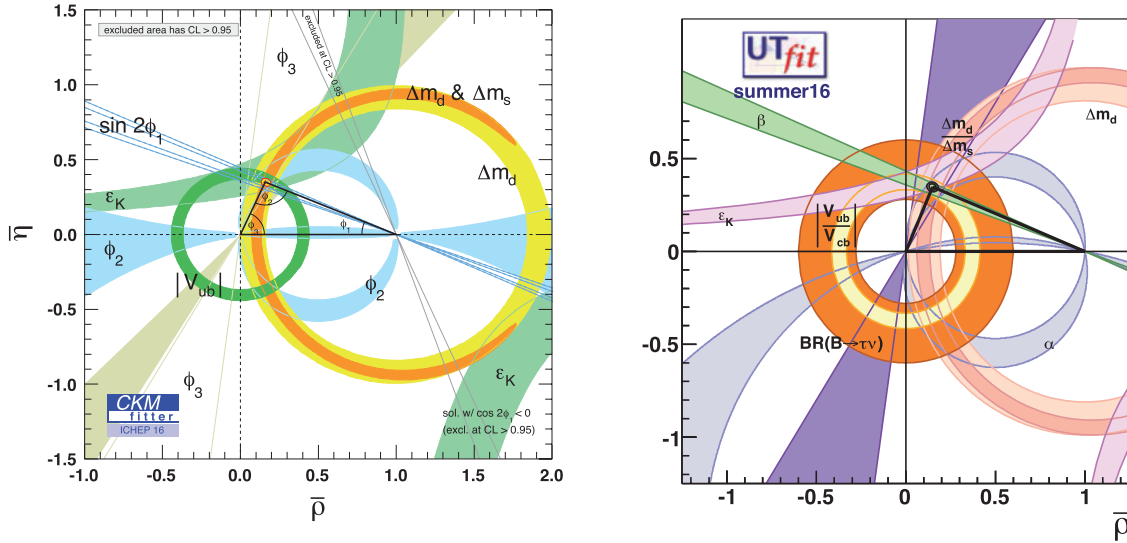 excluded area has CL > 0.95
excluded at CL > 0.95
ϕ3
Δmd & Δms
sin 2ϕ1
Δmd
εK
ϕ2
ϕ2
ϕ3
ϕ1
ϕ2
|Vub|
ϕ3
εK
CKM
fitter
ICHEP 16
sol. w/ cos 2ϕ1 < 0
(excl. at CL > 0.95)
1.5
1.0
0.5
0.0
-0.5
-1.0
-1.5
-1.0
-0.5
0.0
0.5
1.0
1.5
2.0
η̅
ρ̅
UTfit
summer16
β
Δmd
Δms
Δmd
εK
|Vub
Vcb|
BR(B→τν)
α
0.5
0
-0.5
-1
-1
-0.5
0
0.5
1
ρ̅